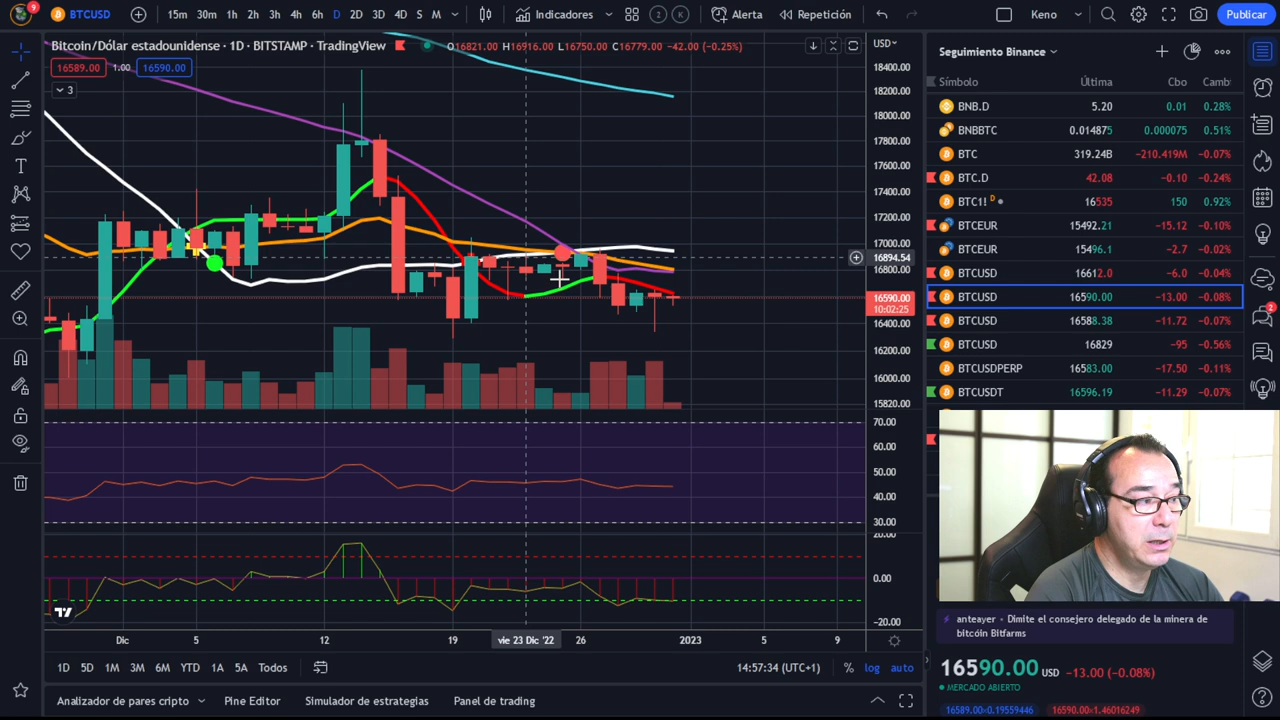 9
BTCUSD
15m 30m 1h 2h 3h 4h 6h D 2D 3D 4D S M
Indicadores
2 K
Alerta
Repetición
Keno
Publicar
Bitcoin/Dólar estadounidense · 1D · BITSTAMP · TradingView
O16821.00 H16916.00 L16750.00 C16779.00 -42.00 (-0.25%)
16589.00 1.00 16590.00
3
USD
18400.00
18200.00
18000.00
17800.00
17600.00
17400.00
17200.00
17000.00
16894.54
16800.00
16590.00
10:02:25
16400.00
16200.00
16000.00
15820.00
70.00
60.00
50.00
40.00
30.00
20.00
0.00
-20.00
Dic 5 12 19 vie 23 Dic '22 26 2023 5 9
1D 5D 1M 3M 6M YTD 1A 5A Todos
14:57:34 (UTC+1)
% log auto
Analizador de pares cripto Pine Editor Simulador de estrategias Panel de trading
Seguimiento Binance
Símbolo Última Cbo Camb
BNB.D 5.20 0.01 0.28%
BNBBTC 0.014875 0.000075 0.51%
BTC 319.24B -210.419M -0.07%
BTC.D 42.08 -0.10 -0.24%
BTC1! D 16535 150 0.92%
BTCEUR 15492.21 -15.12 -0.10%
BTCEUR 15496.1 -2.7 -0.02%
BTCUSD 16612.0 -6.0 -0.04%
BTCUSD 16590.00 -13.00 -0.08%
BTCUSD 16588.38 -11.72 -0.07%
BTCUSD 16829 -95 -0.56%
BTCUSDPERP 16583.00 -17.50 -0.11%
BTCUSDT 16596.19 -11.29 -0.07%
2
anteayer · Dimite el consejero delegado de la minera de
bitcóin Bitfarms
16590.00 USD -13.00 (-0.08%)
MERCADO ABIERTO
16589.00×0.19559446 16590.00×1.46016249